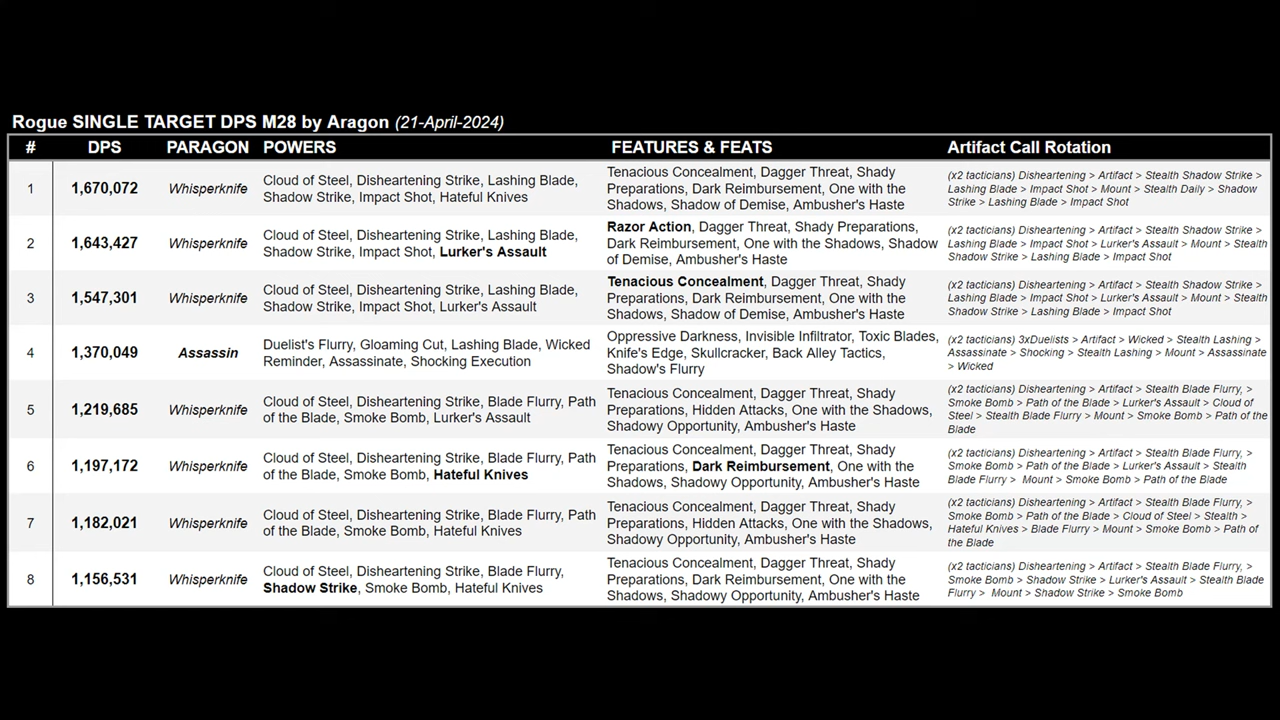 Rogue SINGLE TARGET DPS M28 by Aragon (21-April-2024)
# DPS PARAGON POWERS FEATURES & FEATS Artifact Call Rotation
1 1,670,072 Whisperknife
Cloud of Steel, Disheartening Strike, Lashing Blade,
Shadow Strike, Impact Shot, Hateful Knives
Tenacious Concealment, Dagger Threat, Shady
Preparations, Dark Reimbursement, One with the
Shadows, Shadow of Demise, Ambusher's Haste
(x2 tacticians) Disheartening > Artifact > Stealth Shadow Strike >
Lashing Blade > Impact Shot > Mount > Stealth Daily > Shadow
Strike > Lashing Blade > Impact Shot
2 1,643,427 Whisperknife
Cloud of Steel, Disheartening Strike, Lashing Blade,
Shadow Strike, Impact Shot, Lurker's Assault
Razor Action, Dagger Threat, Shady Preparations,
Dark Reimbursement, One with the Shadows, Shadow
of Demise, Ambusher's Haste
(x2 tacticians) Disheartening > Artifact > Stealth Shadow Strike >
Lashing Blade > Impact Shot > Lurker's Assault > Mount > Stealth
Shadow Strike > Lashing Blade > Impact Shot
3 1,547,301 Whisperknife
Cloud of Steel, Disheartening Strike, Lashing Blade,
Shadow Strike, Impact Shot, Lurker's Assault
Tenacious Concealment, Dagger Threat, Shady
Preparations, Dark Reimbursement, One with the
Shadows, Shadow of Demise, Ambusher's Haste
(x2 tacticians) Disheartening > Artifact > Stealth Shadow Strike >
Lashing Blade > Impact Shot > Lurker's Assault > Mount > Stealth
Shadow Strike > Lashing Blade > Impact Shot
4 1,370,049 Assassin
Duelist's Flurry, Gloaming Cut, Lashing Blade, Wicked
Reminder, Assassinate, Shocking Execution
Oppressive Darkness, Invisible Infiltrator, Toxic Blades,
Knife's Edge, Skullcracker, Back Alley Tactics,
Shadow's Flurry
(x2 tacticians) 3xDuelists > Artifact > Wicked > Stealth Lashing >
Assassinate > Shocking > Stealth Lashing > Mount > Assassinate
> Wicked
5 1,219,685 Whisperknife
Cloud of Steel, Disheartening Strike, Blade Flurry, Path
of the Blade, Smoke Bomb, Lurker's Assault
Tenacious Concealment, Dagger Threat, Shady
Preparations, Hidden Attacks, One with the Shadows,
Shadowy Opportunity, Ambusher's Haste
(x2 tacticians) Disheartening > Artifact > Stealth Blade Flurry, >
Smoke Bomb > Path of the Blade > Lurker's Assault > Cloud of
Steel > Stealth Blade Flurry > Mount > Smoke Bomb > Path of the
Blade
6 1,197,172 Whisperknife
Cloud of Steel, Disheartening Strike, Blade Flurry, Path
of the Blade, Smoke Bomb, Hateful Knives
Tenacious Concealment, Dagger Threat, Shady
Preparations, Dark Reimbursement, One with the
Shadows, Shadowy Opportunity, Ambusher's Haste
(x2 tacticians) Disheartening > Artifact > Stealth Blade Flurry, >
Smoke Bomb > Path of the Blade > Lurker's Assault > Stealth
Blade Flurry > Mount > Smoke Bomb > Path of the Blade
7 1,182,021 Whisperknife
Cloud of Steel, Disheartening Strike, Blade Flurry, Path
of the Blade, Smoke Bomb, Hateful Knives
Tenacious Concealment, Dagger Threat, Shady
Preparations, Hidden Attacks, One with the Shadows,
Shadowy Opportunity, Ambusher's Haste
(x2 tacticians) Disheartening > Artifact > Stealth Blade Flurry, >
Smoke Bomb > Path of the Blade > Cloud of Steel > Stealth >
Hateful Knives > Blade Flurry > Mount > Smoke Bomb > Path of
the Blade
8 1,156,531 Whisperknife
Cloud of Steel, Disheartening Strike, Blade Flurry,
Shadow Strike, Smoke Bomb, Hateful Knives
Tenacious Concealment, Dagger Threat, Shady
Preparations, Dark Reimbursement, One with the
Shadows, Shadowy Opportunity, Ambusher's Haste
(x2 tacticians) Disheartening > Artifact > Stealth Blade Flurry, >
Smoke Bomb > Shadow Strike > Lurker's Assault > Stealth Blade
Flurry > Mount > Shadow Strike > Smoke Bomb